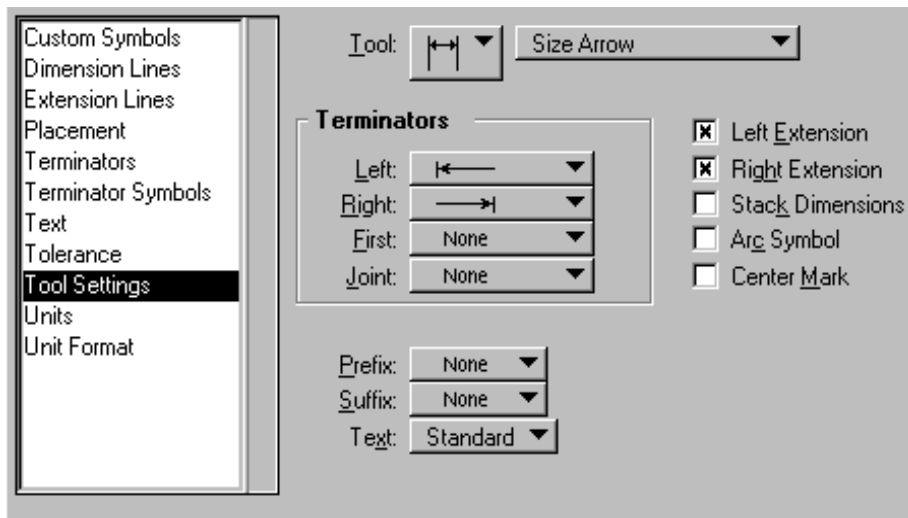 Custom Symbols
Dimension Lines
Extension Lines
Placement
Terminators
Terminator Symbols
Text
Tolerance
Tool Settings
Units
Unit Format
Tool: Size Arrow
Terminators
Left:
Right:
First: None
Joint: None
Left Extension
Right Extension
Stack Dimensions
Arc Symbol
Center Mark
Prefix: None
Suffix: None
Text: Standard